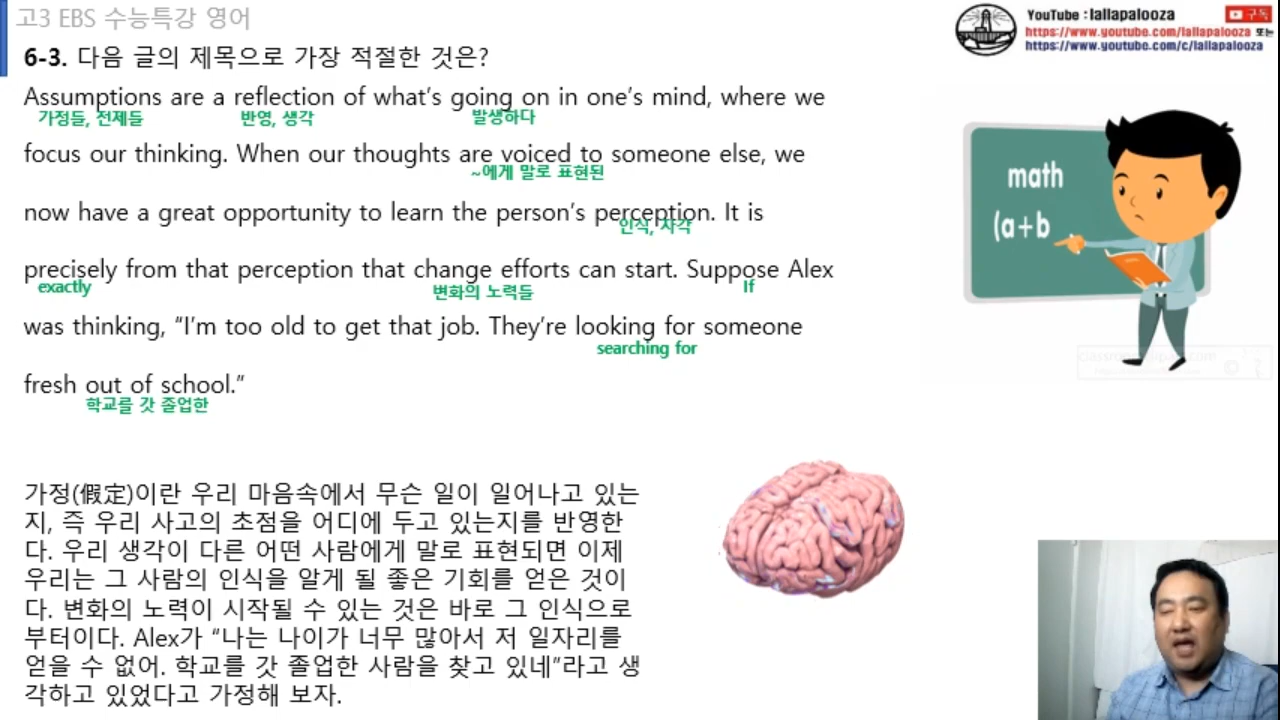 고3 EBS 수능특강 영어
YouTube : lallapalooza
구독
https://www.youtube.com/lallapalooza 또는
https://www.youtube.com/c/lallapalooza
6-3. 다음 글의 제목으로 가장 적절한 것은?
Assumptions are a reflection of what's going on in one's mind, where we
가정들, 전제들 반영, 생각 발생하다
focus our thinking. When our thoughts are voiced to someone else, we
~에게 말로 표현된
now have a great opportunity to learn the person's perception. It is
인식, 자각
precisely from that perception that change efforts can start. Suppose Alex
exactly 변화의 노력들 If
was thinking, “I'm too old to get that job. They're looking for someone
searching for
fresh out of school.”
학교를 갓 졸업한
math
(a+b
가정(假定)이란 우리 마음속에서 무슨 일이 일어나고 있는
지, 즉 우리 사고의 초점을 어디에 두고 있는지를 반영한
다. 우리 생각이 다른 어떤 사람에게 말로 표현되면 이제
우리는 그 사람의 인식을 알게 될 좋은 기회를 얻은 것이
다. 변화의 노력이 시작될 수 있는 것은 바로 그 인식으로
부터이다. Alex가 “나는 나이가 너무 많아서 저 일자리를
얻을 수 없어. 학교를 갓 졸업한 사람을 찾고 있네”라고 생
각하고 있었다고 가정해 보자.